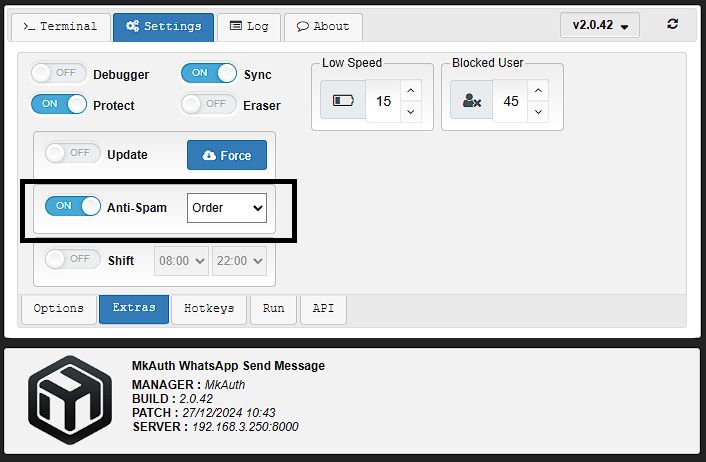 >_ Terminal Settings Log About v2.0.42
Low Speed Blocked User
OFF Debugger ON Sync
15 45
ON Protect OFF Eraser
OFF Update Force
ON Anti-Spam Order
OFF Shift 08:00 22:00
Options Extras Hotkeys Run API
MkAuth WhatsApp Send Message
MANAGER : MkAuth
BUILD : 2.0.42
PATCH : 27/12/2024 10:43
SERVER : 192.168.3.250:8000